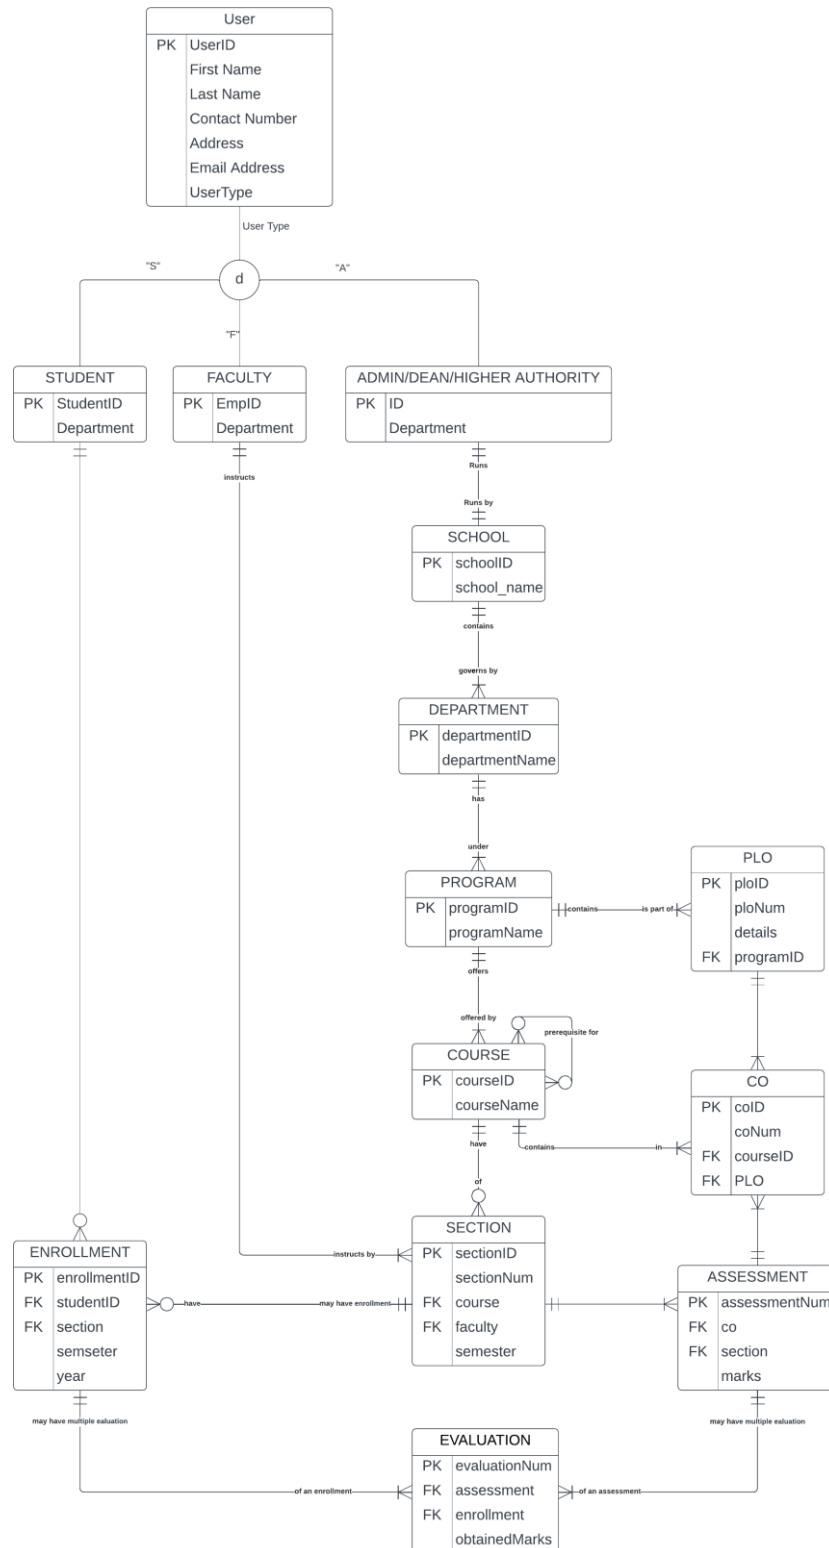 User
PK UserID
First Name
Last Name
Contact Number
Address
Email Address
UserType
User Type
"S"
d
"A"
"F"
STUDENT
PK StudentID
Department
FACULTY
PK EmpID
Department
ADMIN/DEAN/HIGHER AUTHORITY
PK ID
Department
instructs
Runs
Runs by
SCHOOL
PK schoolID
school_name
contains
governs by
DEPARTMENT
PK departmentID
departmentName
has
under
PROGRAM
PK programID
programName
contains
is part of
PLO
PK ploID
ploNum
details
FK programID
offers
offered by
prerequisite for
COURSE
PK courseID
courseName
have
contains
in
CO
PK coID
coNum
FK courseID
FK PLO
of
SECTION
PK sectionID
sectionNum
FK course
FK faculty
semester
instructs by
ENROLLMENT
PK enrollmentID
FK studentID
FK section
semseter
year
have
may have enrollment
ASSESSMENT
PK assessmentNum
FK co
FK section
marks
may have multiple ealuation
may have multiple ealuation
EVALUATION
PK evaluationNum
FK assessment
FK enrollment
obtainedMarks
of an enrollment
of an assessment